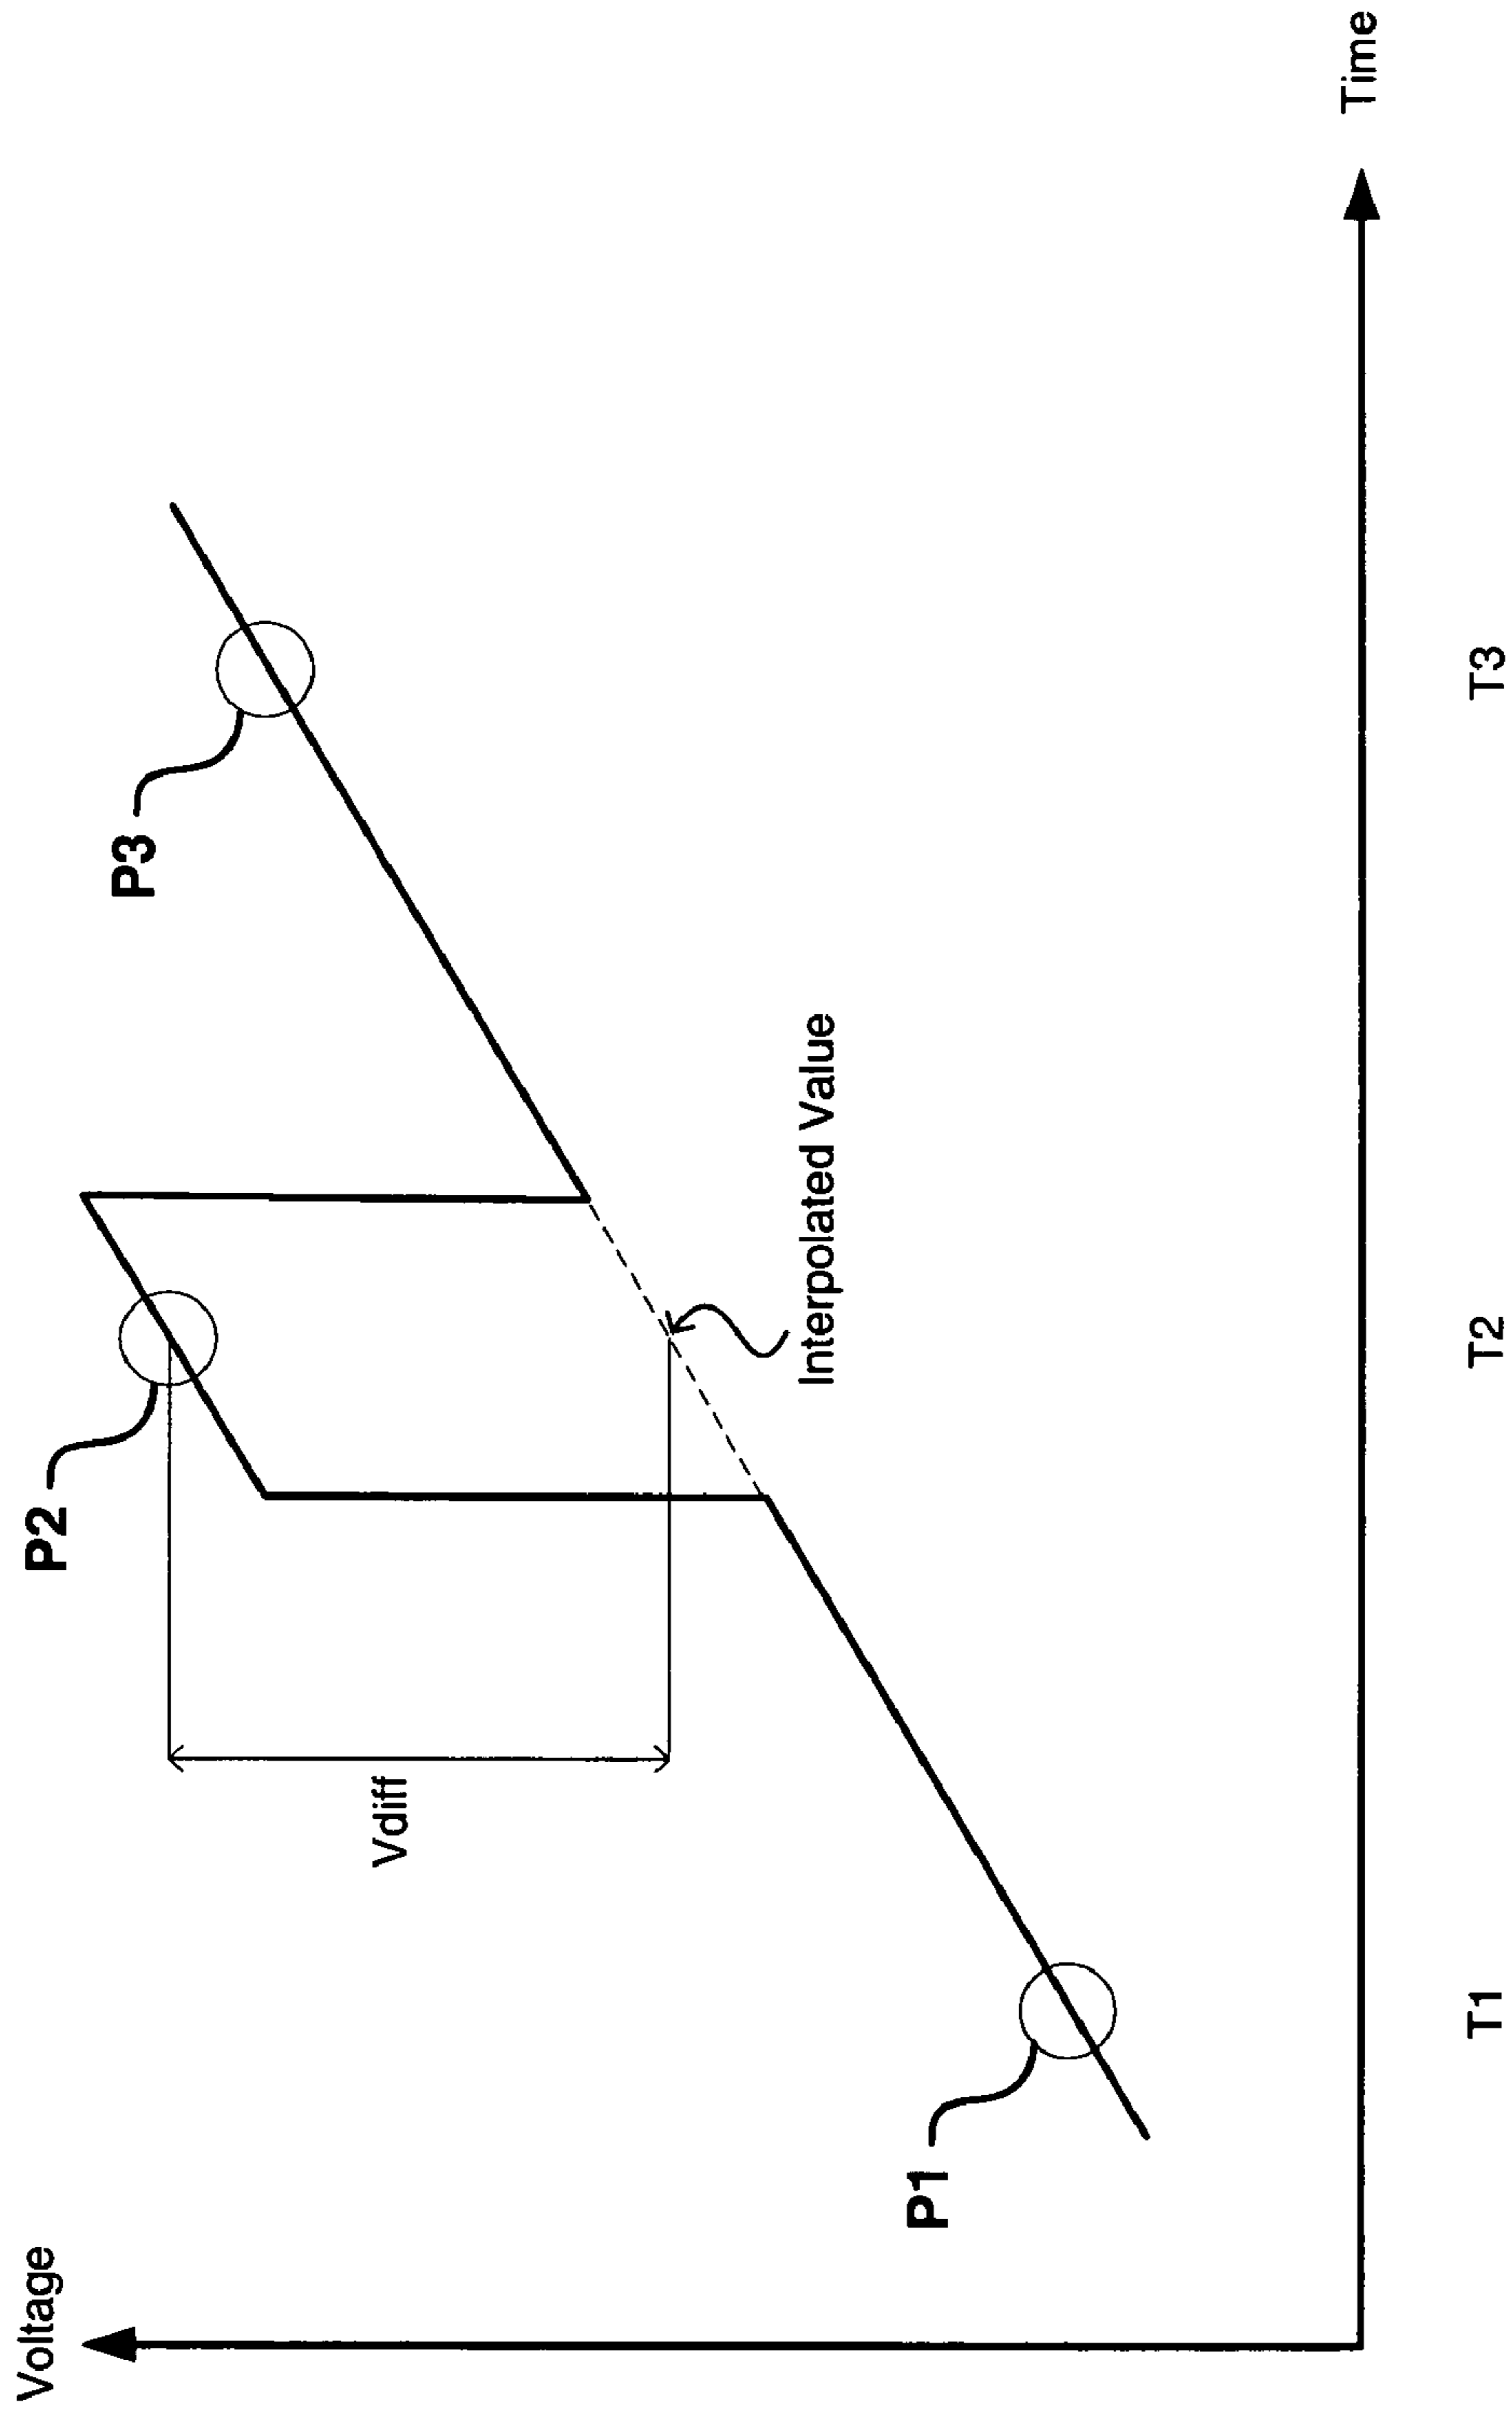 Voltage
P2
P3
Vdiff
Interpolated Value
P1
Time
T1
T2
T3